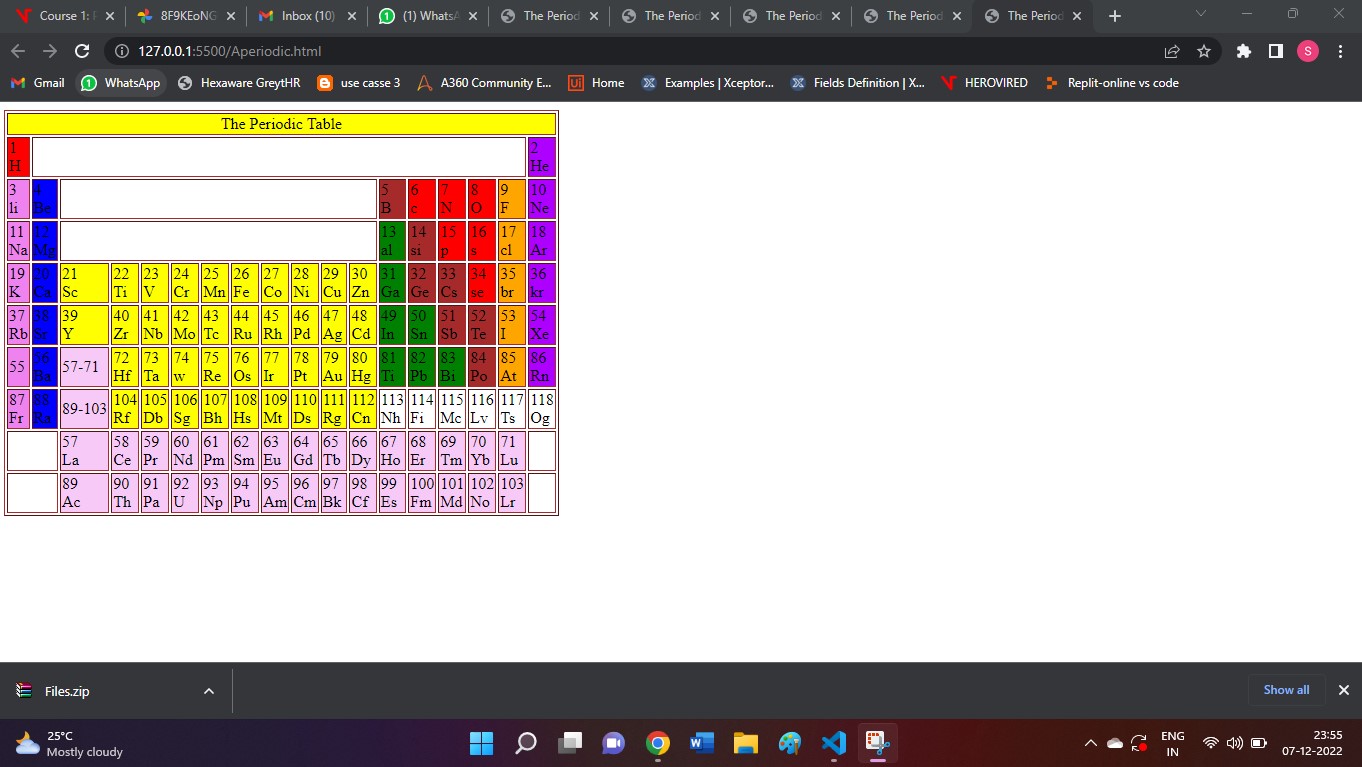 Course 1:
8F9KEoNG
Inbox (10)
(1) Whats
The Period
The Period
The Period
The Period
The Period
127.0.0.1:5500/Aperiodic.html
S
Gmail
WhatsApp
Hexaware GreytHR
use casse 3
A360 Community E...
Ui Home
Examples | Xceptor...
Fields Definition | X...
HEROVIRED
Replit-online vs code
The Periodic Table
1 2
H He
3 4 5 6 7 8 9 10
li Be B c N O F Ne
11 12 13 14 15 16 17 18
Na Mg al si p s cl Ar
19 20 21 22 23 24 25 26 27 28 29 30 31 32 33 34 35 36
K Ca Sc Ti V Cr Mn Fe Co Ni Cu Zn Ga Ge Cs se br kr
37 38 39 40 41 42 43 44 45 46 47 48 49 50 51 52 53 54
Rb Sr Y Zr Nb Mo Tc Ru Rh Pd Ag Cd In Sn Sb Te I Xe
55 56 57-71 72 73 74 75 76 77 78 79 80 81 82 83 84 85 86
Ba Hf Ta w Re Os Ir Pt Au Hg Ti Pb Bi Po At Rn
87 88 89-103 104 105 106 107 108 109 110 111 112 113 114 115 116 117 118
Fr Ra Rf Db Sg Bh Hs Mt Ds Rg Cn Nh Fi Mc Lv Ts Og
57 58 59 60 61 62 63 64 65 66 67 68 69 70 71
La Ce Pr Nd Pm Sm Eu Gd Tb Dy Ho Er Tm Yb Lu
89 90 91 92 93 94 95 96 97 98 99 100 101 102 103
Ac Th Pa U Np Pu Am Cm Bk Cf Es Fm Md No Lr
Files.zip
Show all
25°C
Mostly cloudy
ENG
IN
23:55
07-12-2022